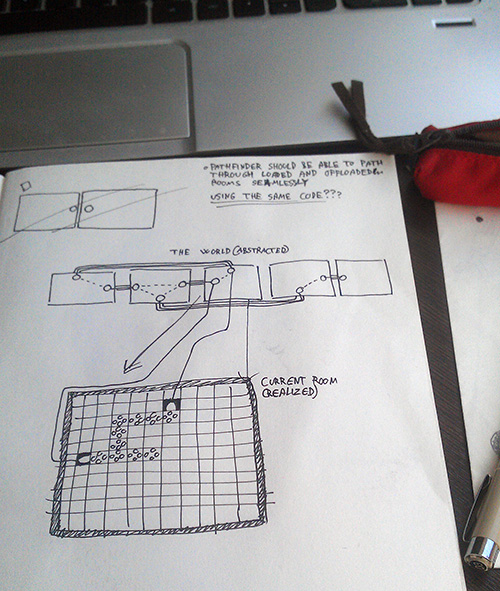 - PATHFINDER SHOULD BE ABLE TO PATH
THROUGH LOADED AND OFFLOADED
ROOMS SEAMLESSLY
USING THE SAME CODE???
THE WORLD (ABSTRACTED)
CURRENT ROOM
(REALIZED)